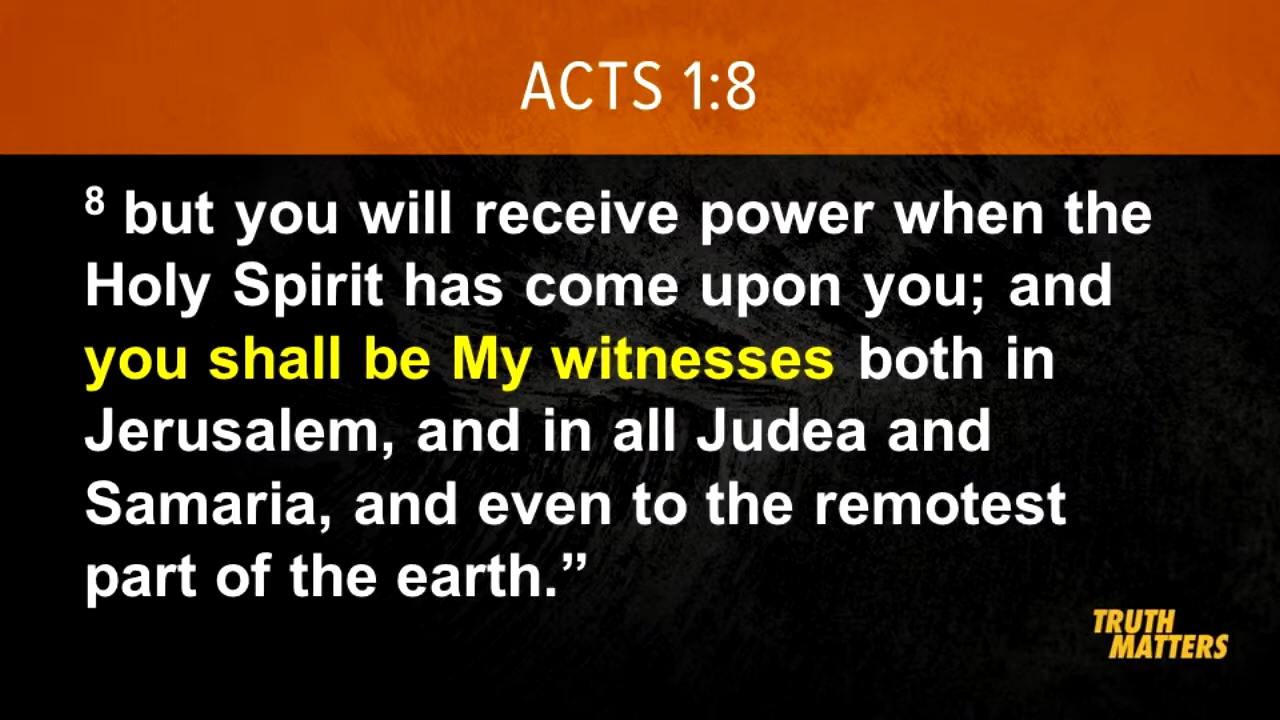 ACTS 1:8
8 but you will receive power when the
Holy Spirit has come upon you; and
you shall be My witnesses both in
Jerusalem, and in all Judea and
Samaria, and even to the remotest
part of the earth.”
TRUTH
MATTERS